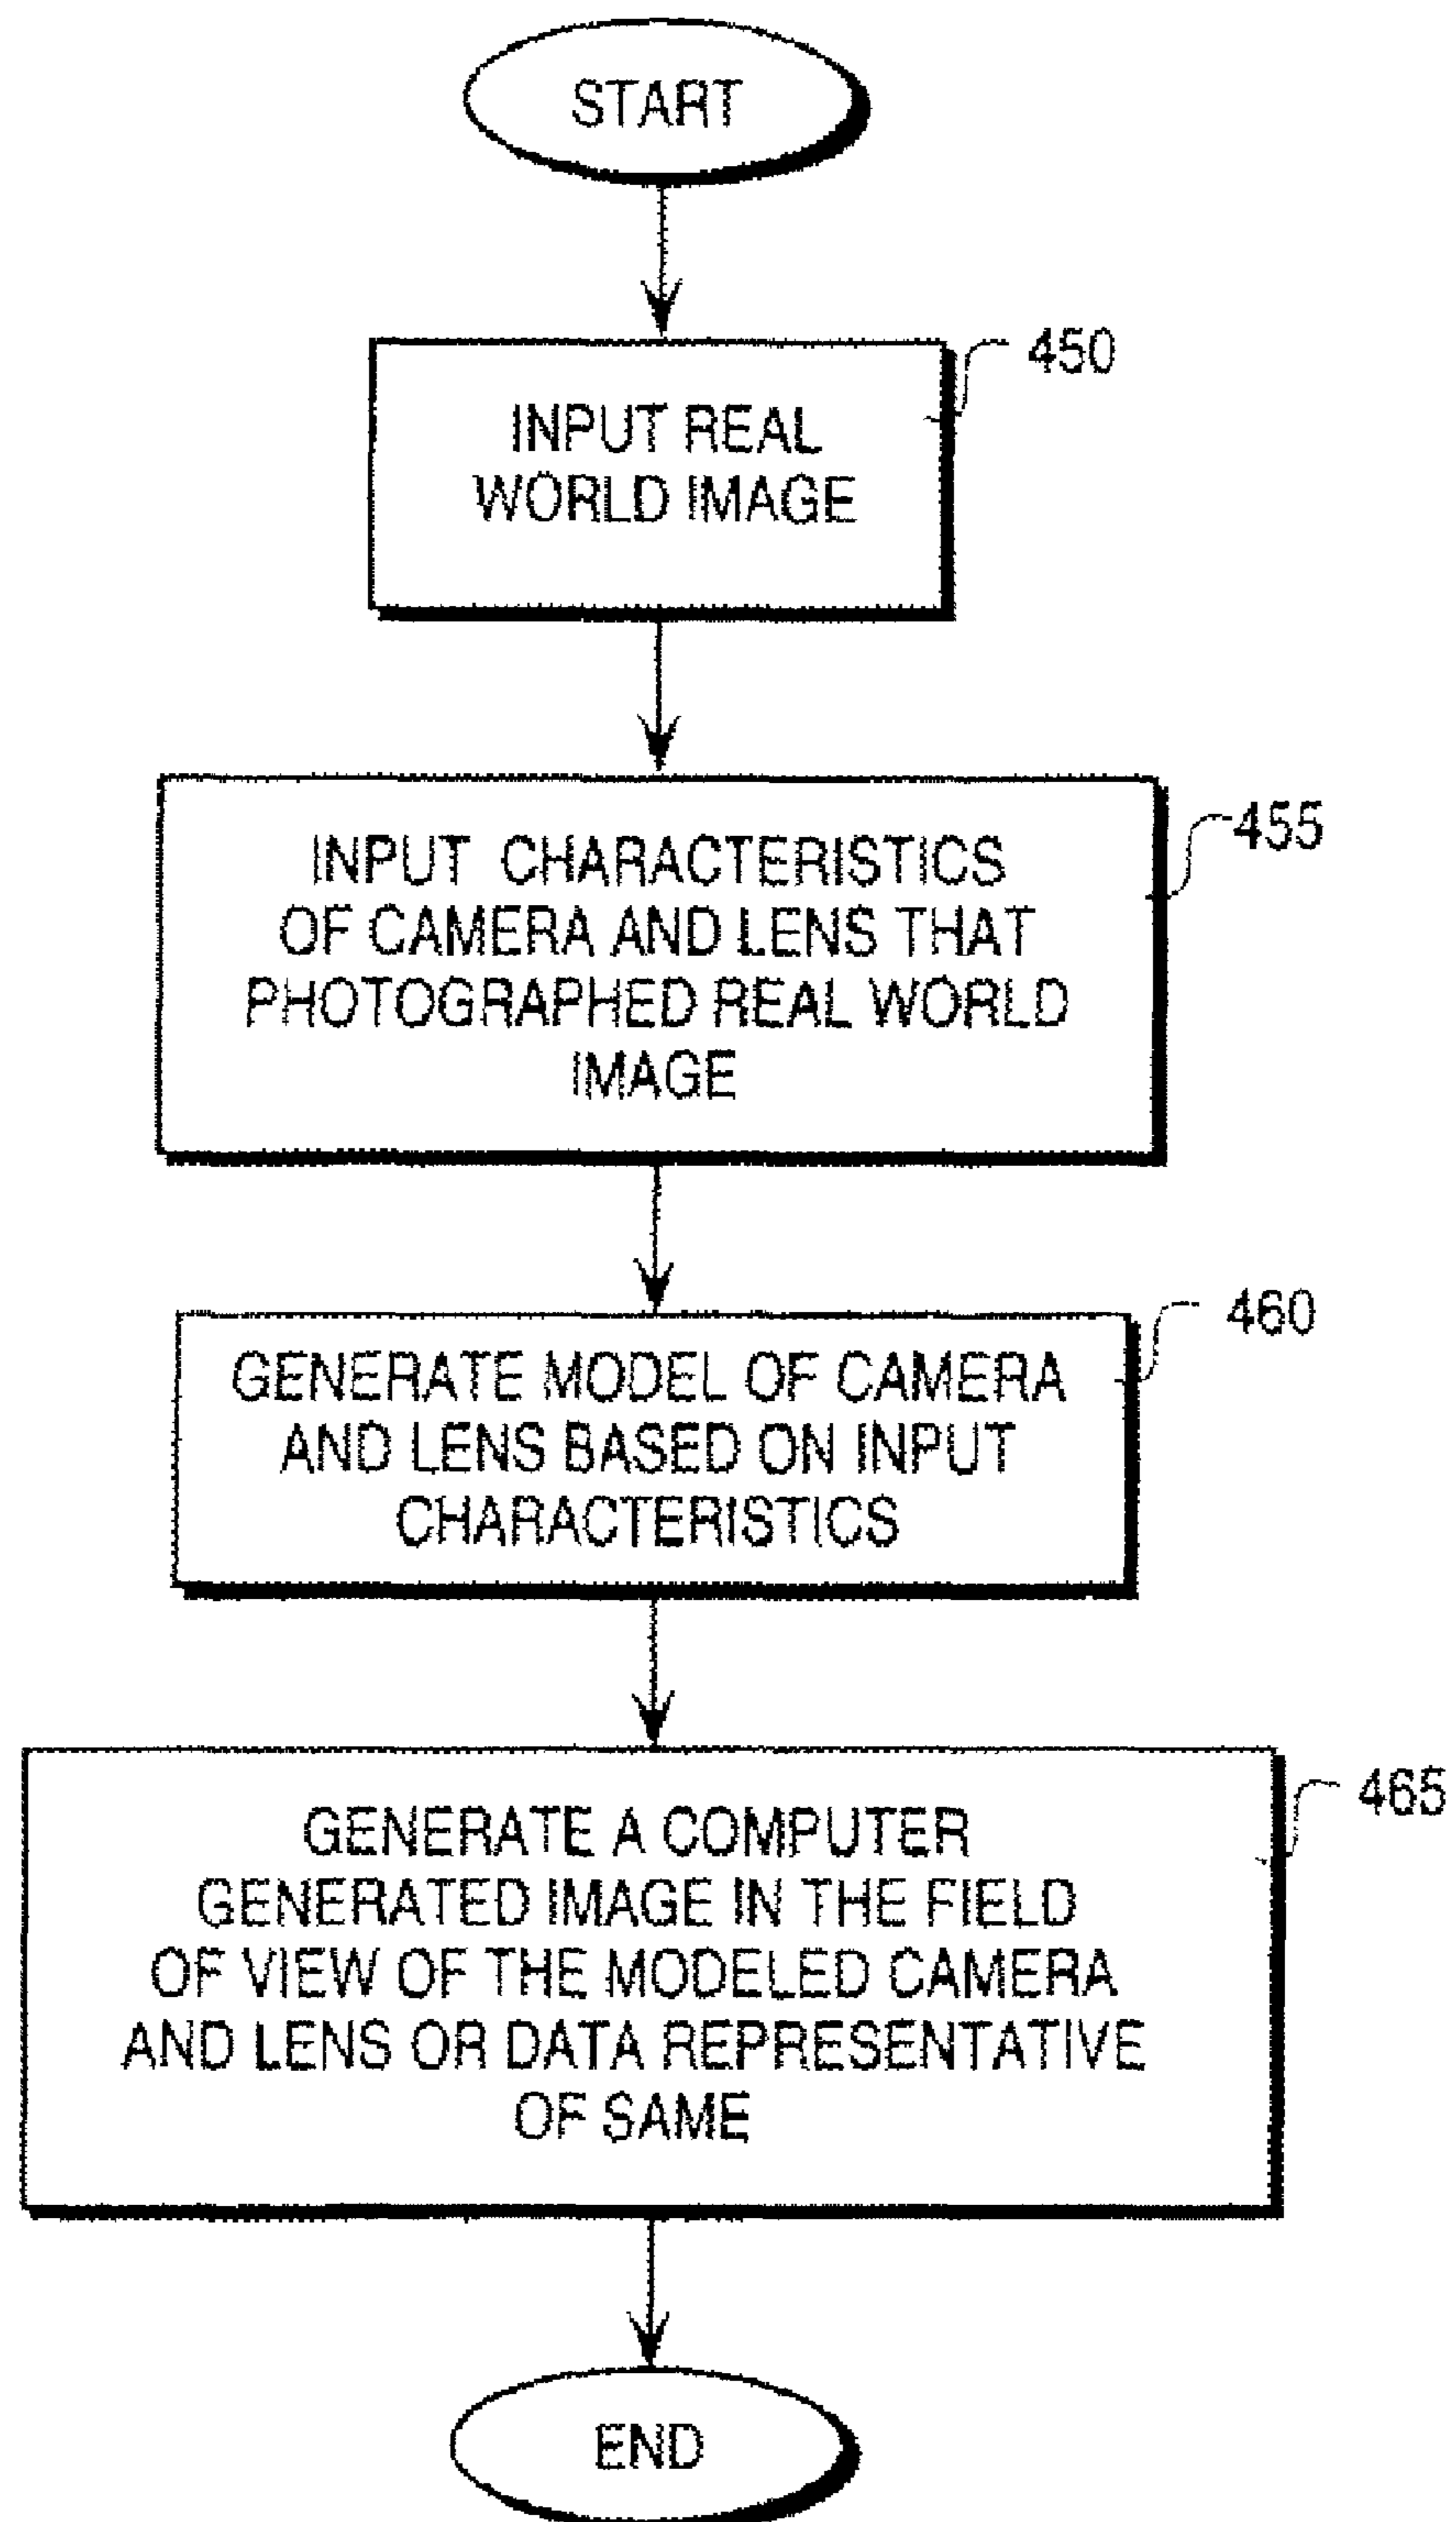 START
450
INPUT REAL
WORLD IMAGE
455
INPUT CHARACTERISTICS
OF CAMERA AND LENS THAT
PHOTOGRAPHED REAL WORLD
IMAGE
460
GENERATE MODEL OF CAMERA
AND LENS BASED ON INPUT
CHARACTERISTICS
465
GENERATE A COMPUTER
GENERATED IMAGE IN THE FIELD
OF VIEW OF THE MODELED CAMERA
AND LENS OR DATA REPRESENTATIVE
OF SAME
END